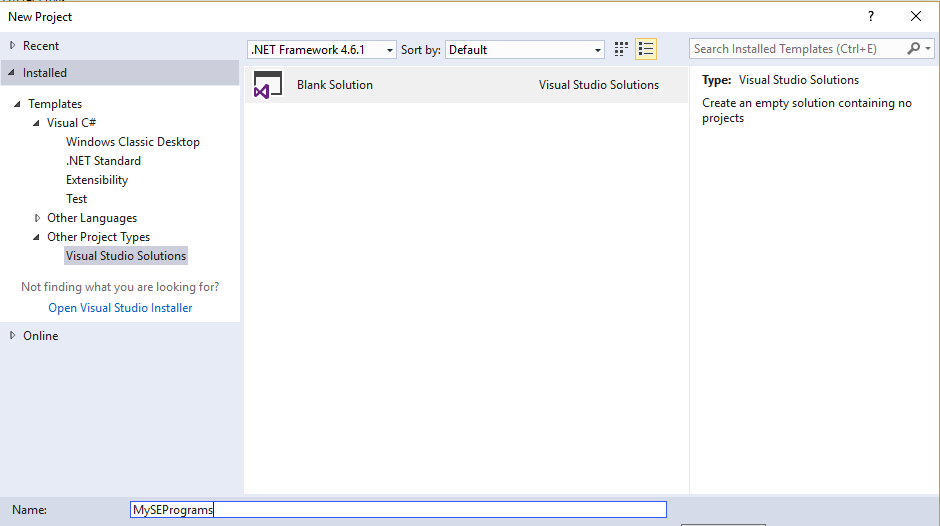 New Project
?
Recent
.NET Framework 4.6.1
Sort by: Default
Search Installed Templates (Ctrl+E)
Installed
Templates
Visual C#
Windows Classic Desktop
.NET Standard
Extensibility
Test
Other Languages
Other Project Types
Visual Studio Solutions
Not finding what you are looking for?
Open Visual Studio Installer
Online
Blank Solution
Visual Studio Solutions
Type: Visual Studio Solutions
Create an empty solution containing no
projects
Name: MySEPrograms